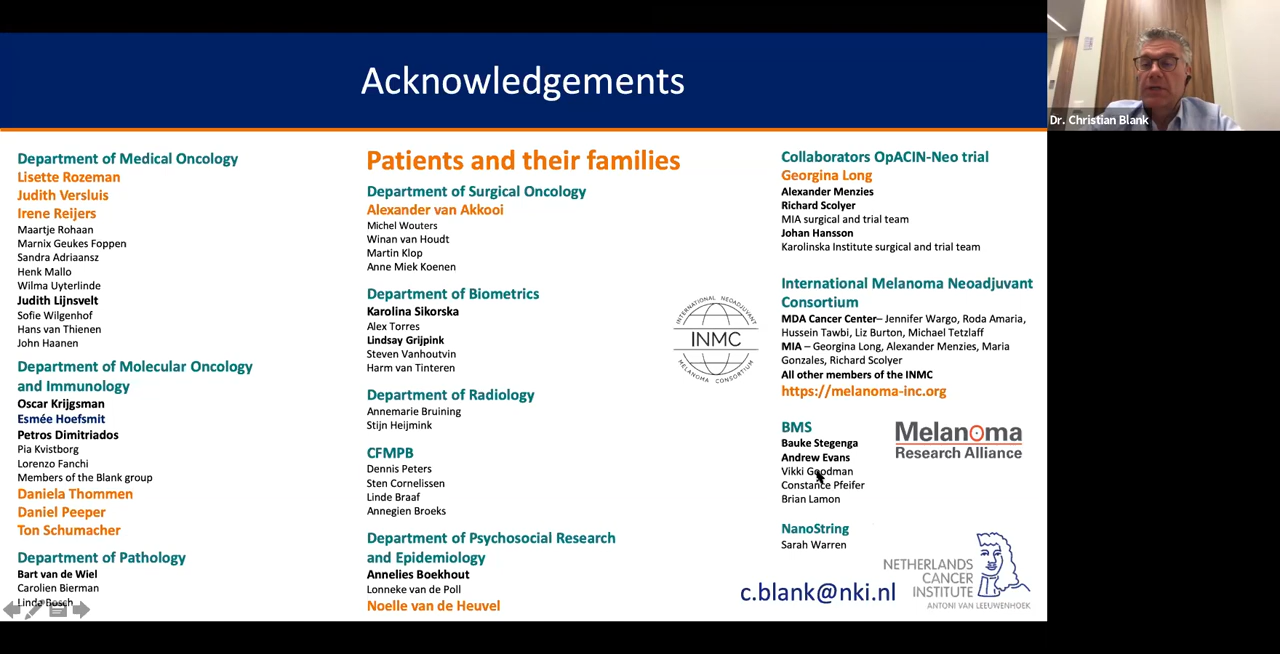 Acknowledgements
Dr. Christian Blank
Department of Medical Oncology
Lisette Rozeman
Judith Versluis
Irene Reijers
Maartje Rohaan
Marnix Geukes Foppen
Sandra Adriaansz
Henk Mallo
Wilma Uyterlinde
Judith Lijnsvelt
Sofie Wilgenhof
Hans van Thienen
John Haanen
Department of Molecular Oncology
and Immunology
Oscar Krijgsman
Esmée Hoefsmit
Petros Dimitriados
Pia Kvistborg
Lorenzo Fanchi
Members of the Blank group
Daniela Thommen
Daniel Peeper
Ton Schumacher
Department of Pathology
Bart van de Wiel
Carolien Bierman
Linda Bosch
Patients and their families
Department of Surgical Oncology
Alexander van Akkooi
Michel Wouters
Winan van Houdt
Martin Klop
Anne Miek Koenen
Department of Biometrics
Karolina Sikorska
Alex Torres
Lindsay Grijpink
Steven Vanhoutvin
Harm van Tinteren
Department of Radiology
Annemarie Bruining
Stijn Heijmink
CFMPB
Dennis Peters
Sten Cornelissen
Linde Braaf
Annegien Broeks
Department of Psychosocial Research
and Epidemiology
Annelies Boekhout
Lonneke van de Poll
Noelle van de Heuvel
INTERNATIONAL NEOADJUVANT
INMC
MELANOMA CONSORTIUM
Collaborators OpACIN-Neo trial
Georgina Long
Alexander Menzies
Richard Scolyer
MIA surgical and trial team
Johan Hansson
Karolinska Institute surgical and trial team
International Melanoma Neoadjuvant
Consortium
MDA Cancer Center– Jennifer Wargo, Roda Amaria,
Hussein Tawbi, Liz Burton, Michael Tetzlaff
MIA – Georgina Long, Alexander Menzies, Maria
Gonzales, Richard Scolyer
All other members of the INMC
https://melanoma-inc.org
BMS
Bauke Stegenga
Andrew Evans
Vikki Goodman
Constance Pfeifer
Brian Lamon
Melanoma
Research Alliance
NanoString
Sarah Warren
c.blank@nki.nl
NETHERLANDS
CANCER
INSTITUTE
ANTONI VAN LEEUWENHOEK